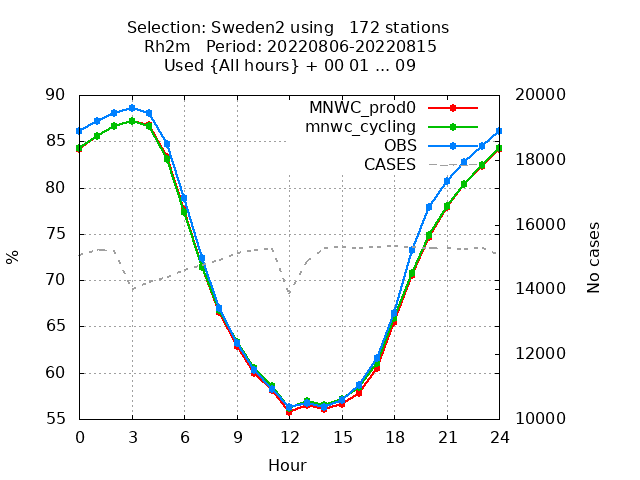 Selection: Sweden2 using   172 stations
Rh2m   Period: 20220806-20220815
Used {All hours} + 00 01 ... 09
90 20000
MNWC_prod0
mnwc_cycling
OBS
CASES
85
80
75
70
65
60
55
18000
16000
14000
12000
10000
%
No cases
0 3 6 9 12 15 18 21 24
Hour